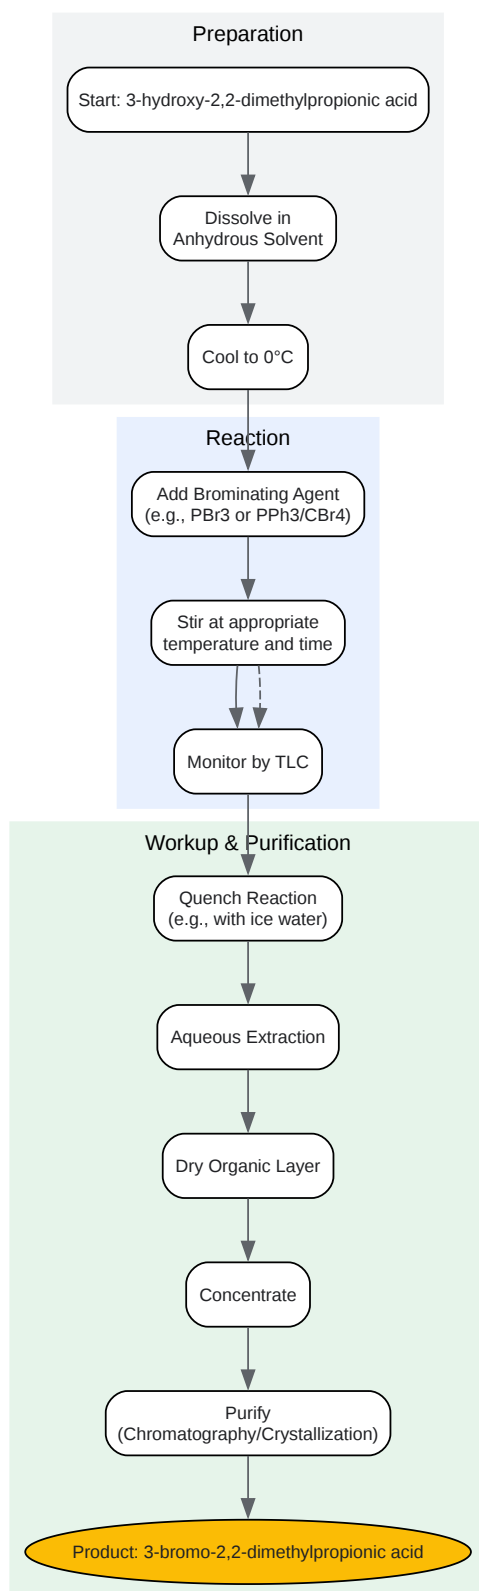 Preparation
Start: 3-hydroxy-2,2-dimethylpropionic acid
Dissolve in
Anhydrous Solvent
Cool to 0°C
Reaction
Add Brominating Agent
(e.g., PBr3 or PPh3/CBr4)
Stir at appropriate
temperature and time
Monitor by TLC
Workup & Purification
Quench Reaction
(e.g., with ice water)
Aqueous Extraction
Dry Organic Layer
Concentrate
Purify
(Chromatography/Crystallization)
Product: 3-bromo-2,2-dimethylpropionic acid